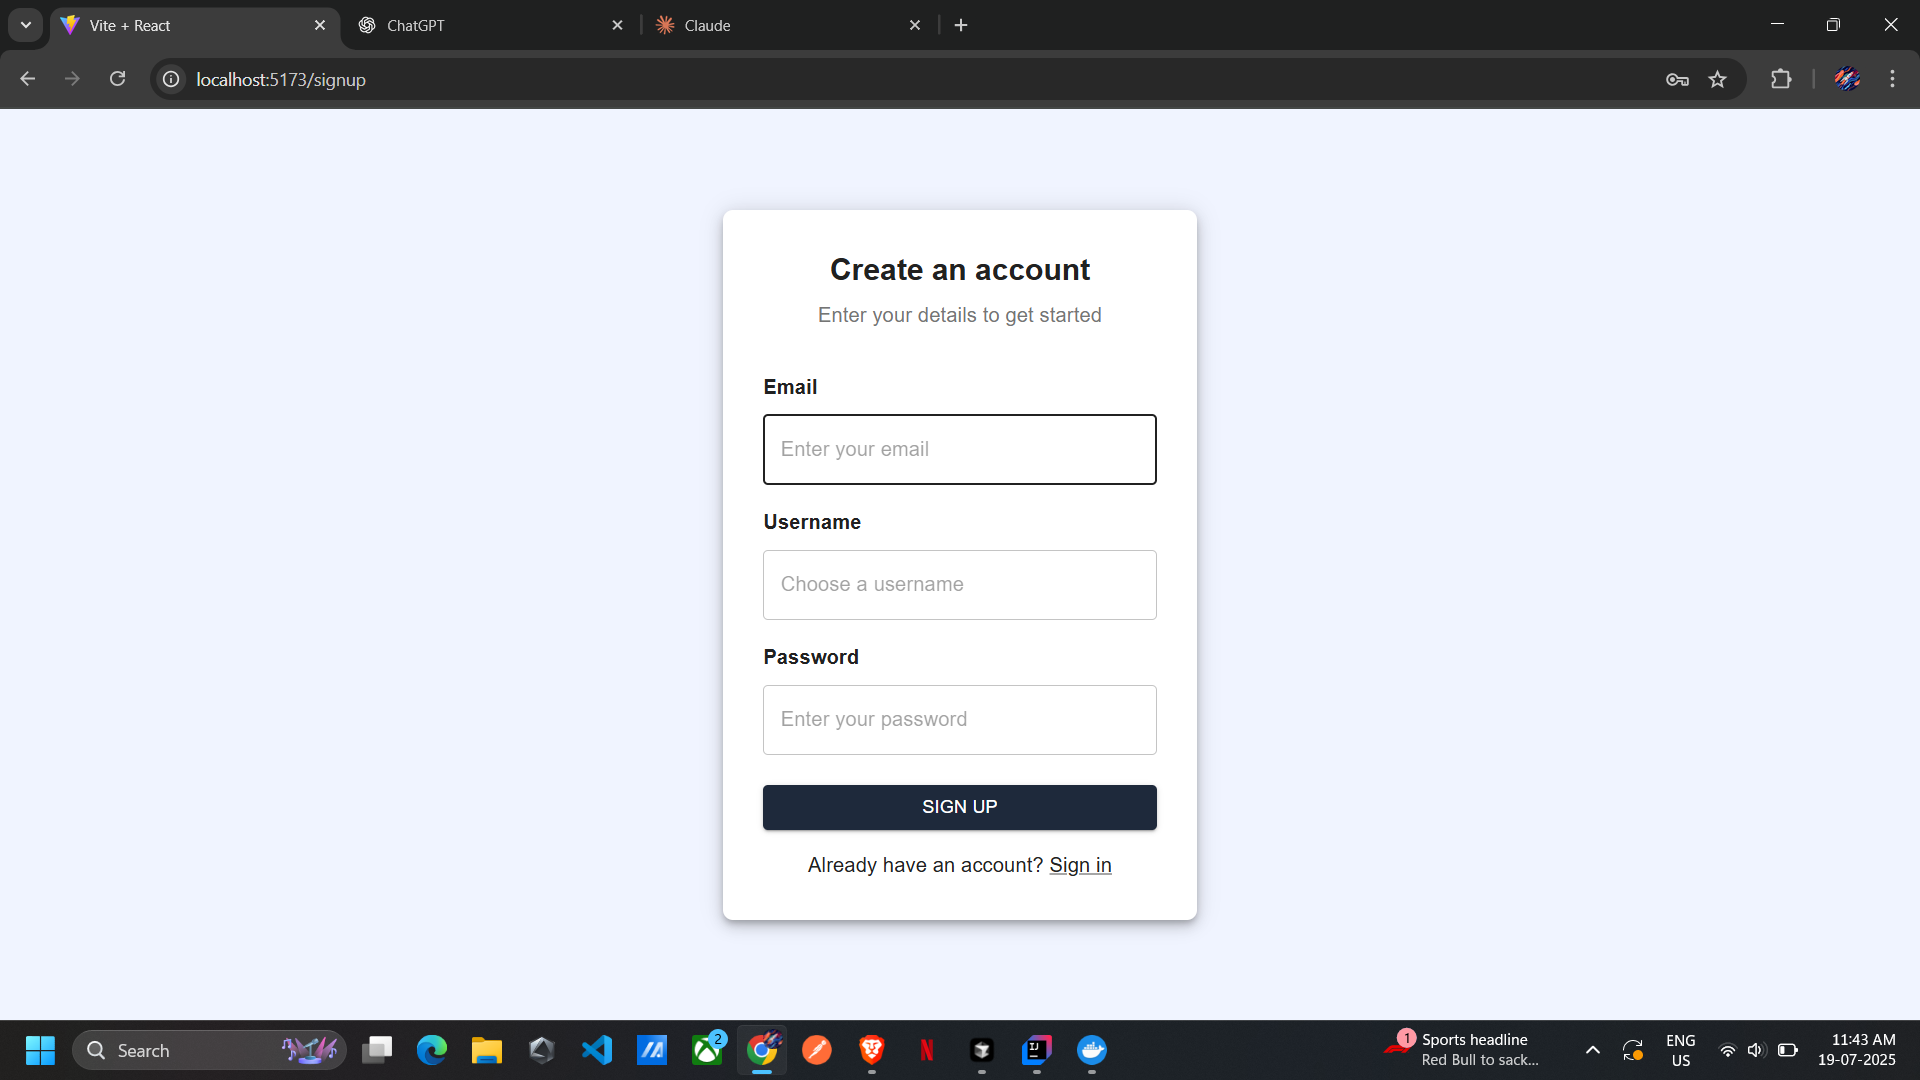 Vite + React
ChatGPT
Claude
localhost:5173/signup
Create an account
Enter your details to get started
Email
Enter your email
Username
Choose a username
Password
Enter your password
SIGN UP
Already have an account? Sign in
Search
2
IJ
N
1
Sports headline
Red Bull to sack...
ENG
US
11:43 AM
19-07-2025